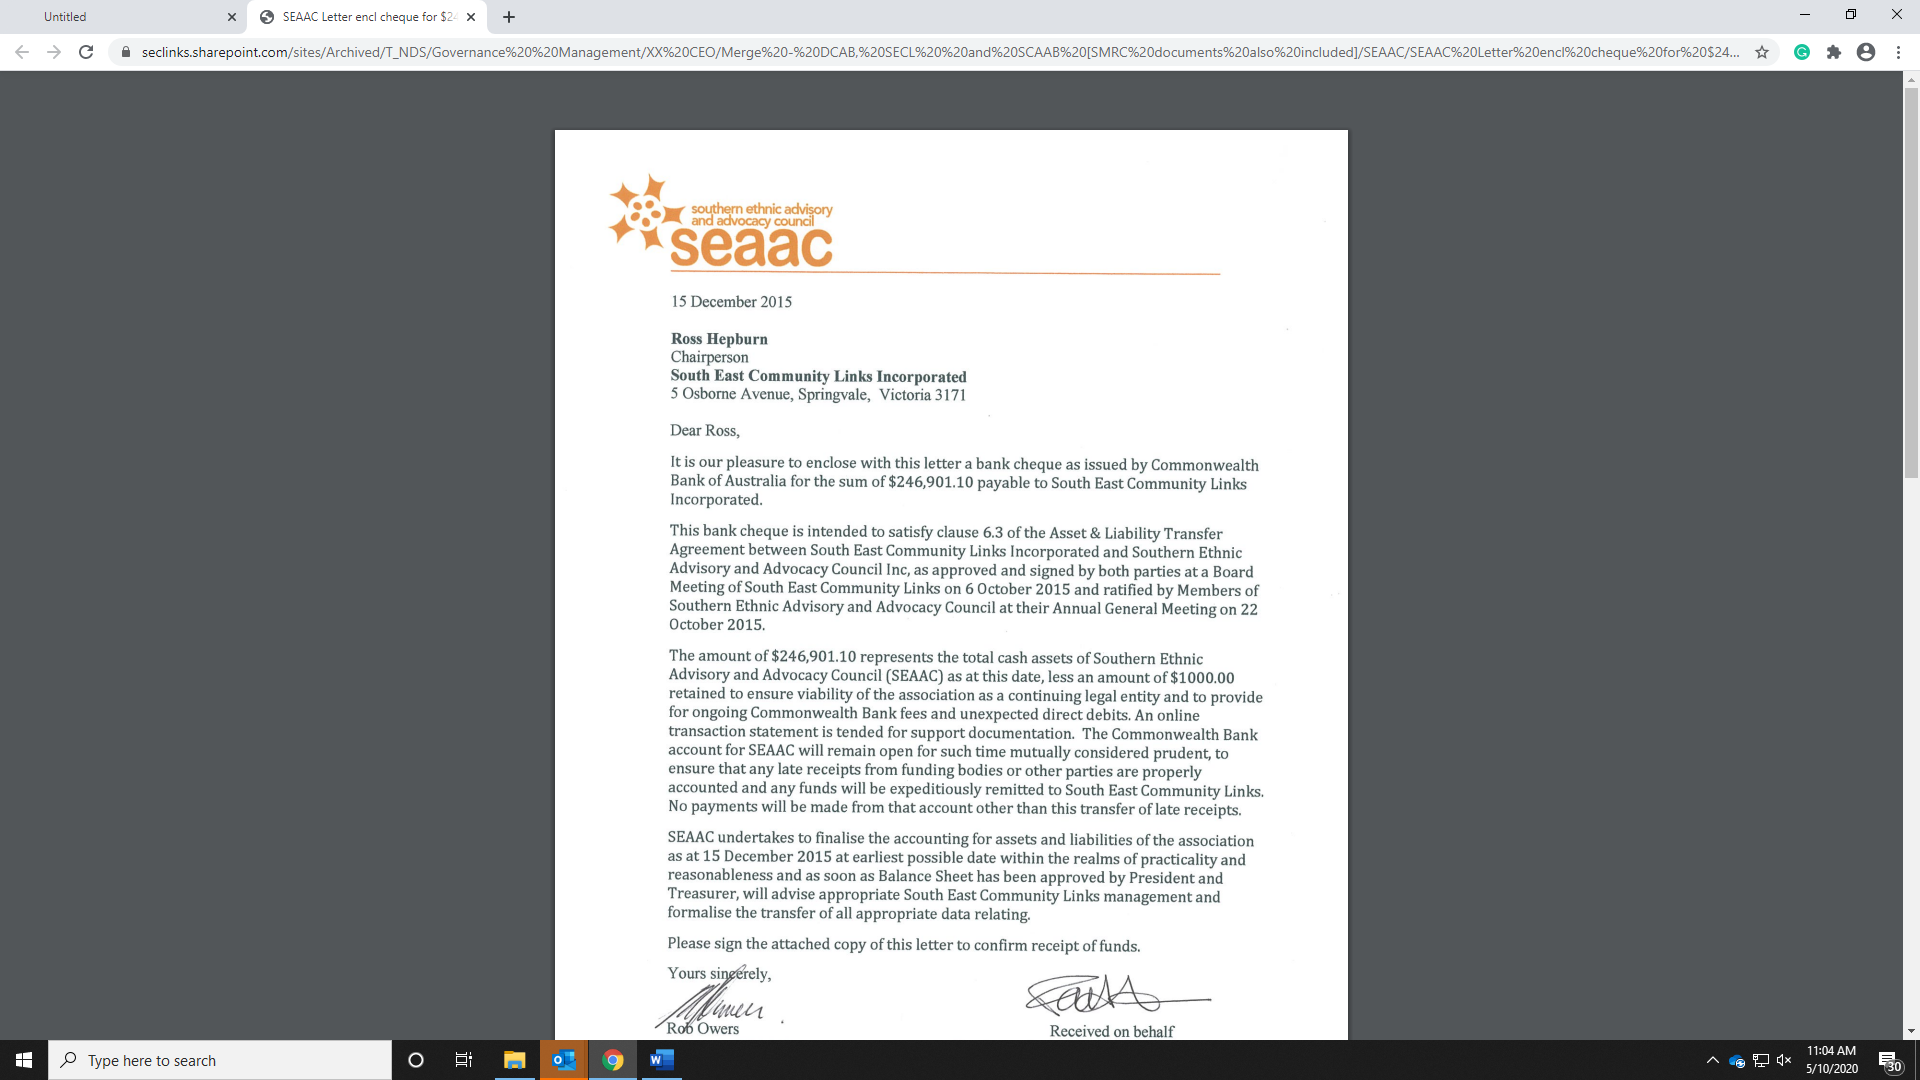 Untitled
SEAAC Letter encl cheque for $24
seclinks.sharepoint.com/sites/Archived/T_NDS/Governance%20%20Management/XX%20CEO/Merge%20-%20DCAB,%20SECL%20%20and%20SCAAB%20[SMRC%20documents%20also%20included]/SEAAC/SEAAC%20Letter%20encl%20cheque%20for%20$24...
southern ethnic advisory
and advocacy council
seaac
15 December 2015
Ross Hepburn
Chairperson
South East Community Links Incorporated
5 Osborne Avenue, Springvale, Victoria 3171
Dear Ross,
It is our pleasure to enclose with this letter a bank cheque as issued by Commonwealth
Bank of Australia for the sum of $246,901.10 payable to South East Community Links
Incorporated.
This bank cheque is intended to satisfy clause 6.3 of the Asset & Liability Transfer
Agreement between South East Community Links Incorporated and Southern Ethnic
Advisory and Advocacy Council Inc, as approved and signed by both parties at a Board
Meeting of South East Community Links on 6 October 2015 and ratified by Members of
Southern Ethnic Advisory and Advocacy Council at their Annual General Meeting on 22
October 2015.
The amount of $246,901.10 represents the total cash assets of Southern Ethnic
Advisory and Advocacy Council (SEAAC) as at this date, less an amount of $1000.00
retained to ensure viability of the association as a continuing legal entity and to provide
for ongoing Commonwealth Bank fees and unexpected direct debits. An online
transaction statement is tended for support documentation. The Commonwealth Bank
account for SEAAC will remain open for such time mutually considered prudent, to
ensure that any late receipts from funding bodies or other parties are properly
accounted and any funds will be expeditiously remitted to South East Community Links.
No payments will be made from that account other than this transfer of late receipts.
SEAAC undertakes to finalise the accounting for assets and liabilities of the association
as at 15 December 2015 at earliest possible date within the realms of practicality and
reasonableness and as soon as Balance Sheet has been approved by President and
Treasurer, will advise appropriate South East Community Links management and
formalise the transfer of all appropriate data relating.
Please sign the attached copy of this letter to confirm receipt of funds.
Yours sincerely,
Rob Owers
Received on behalf
Type here to search
11:04 AM
5/10/2020
30